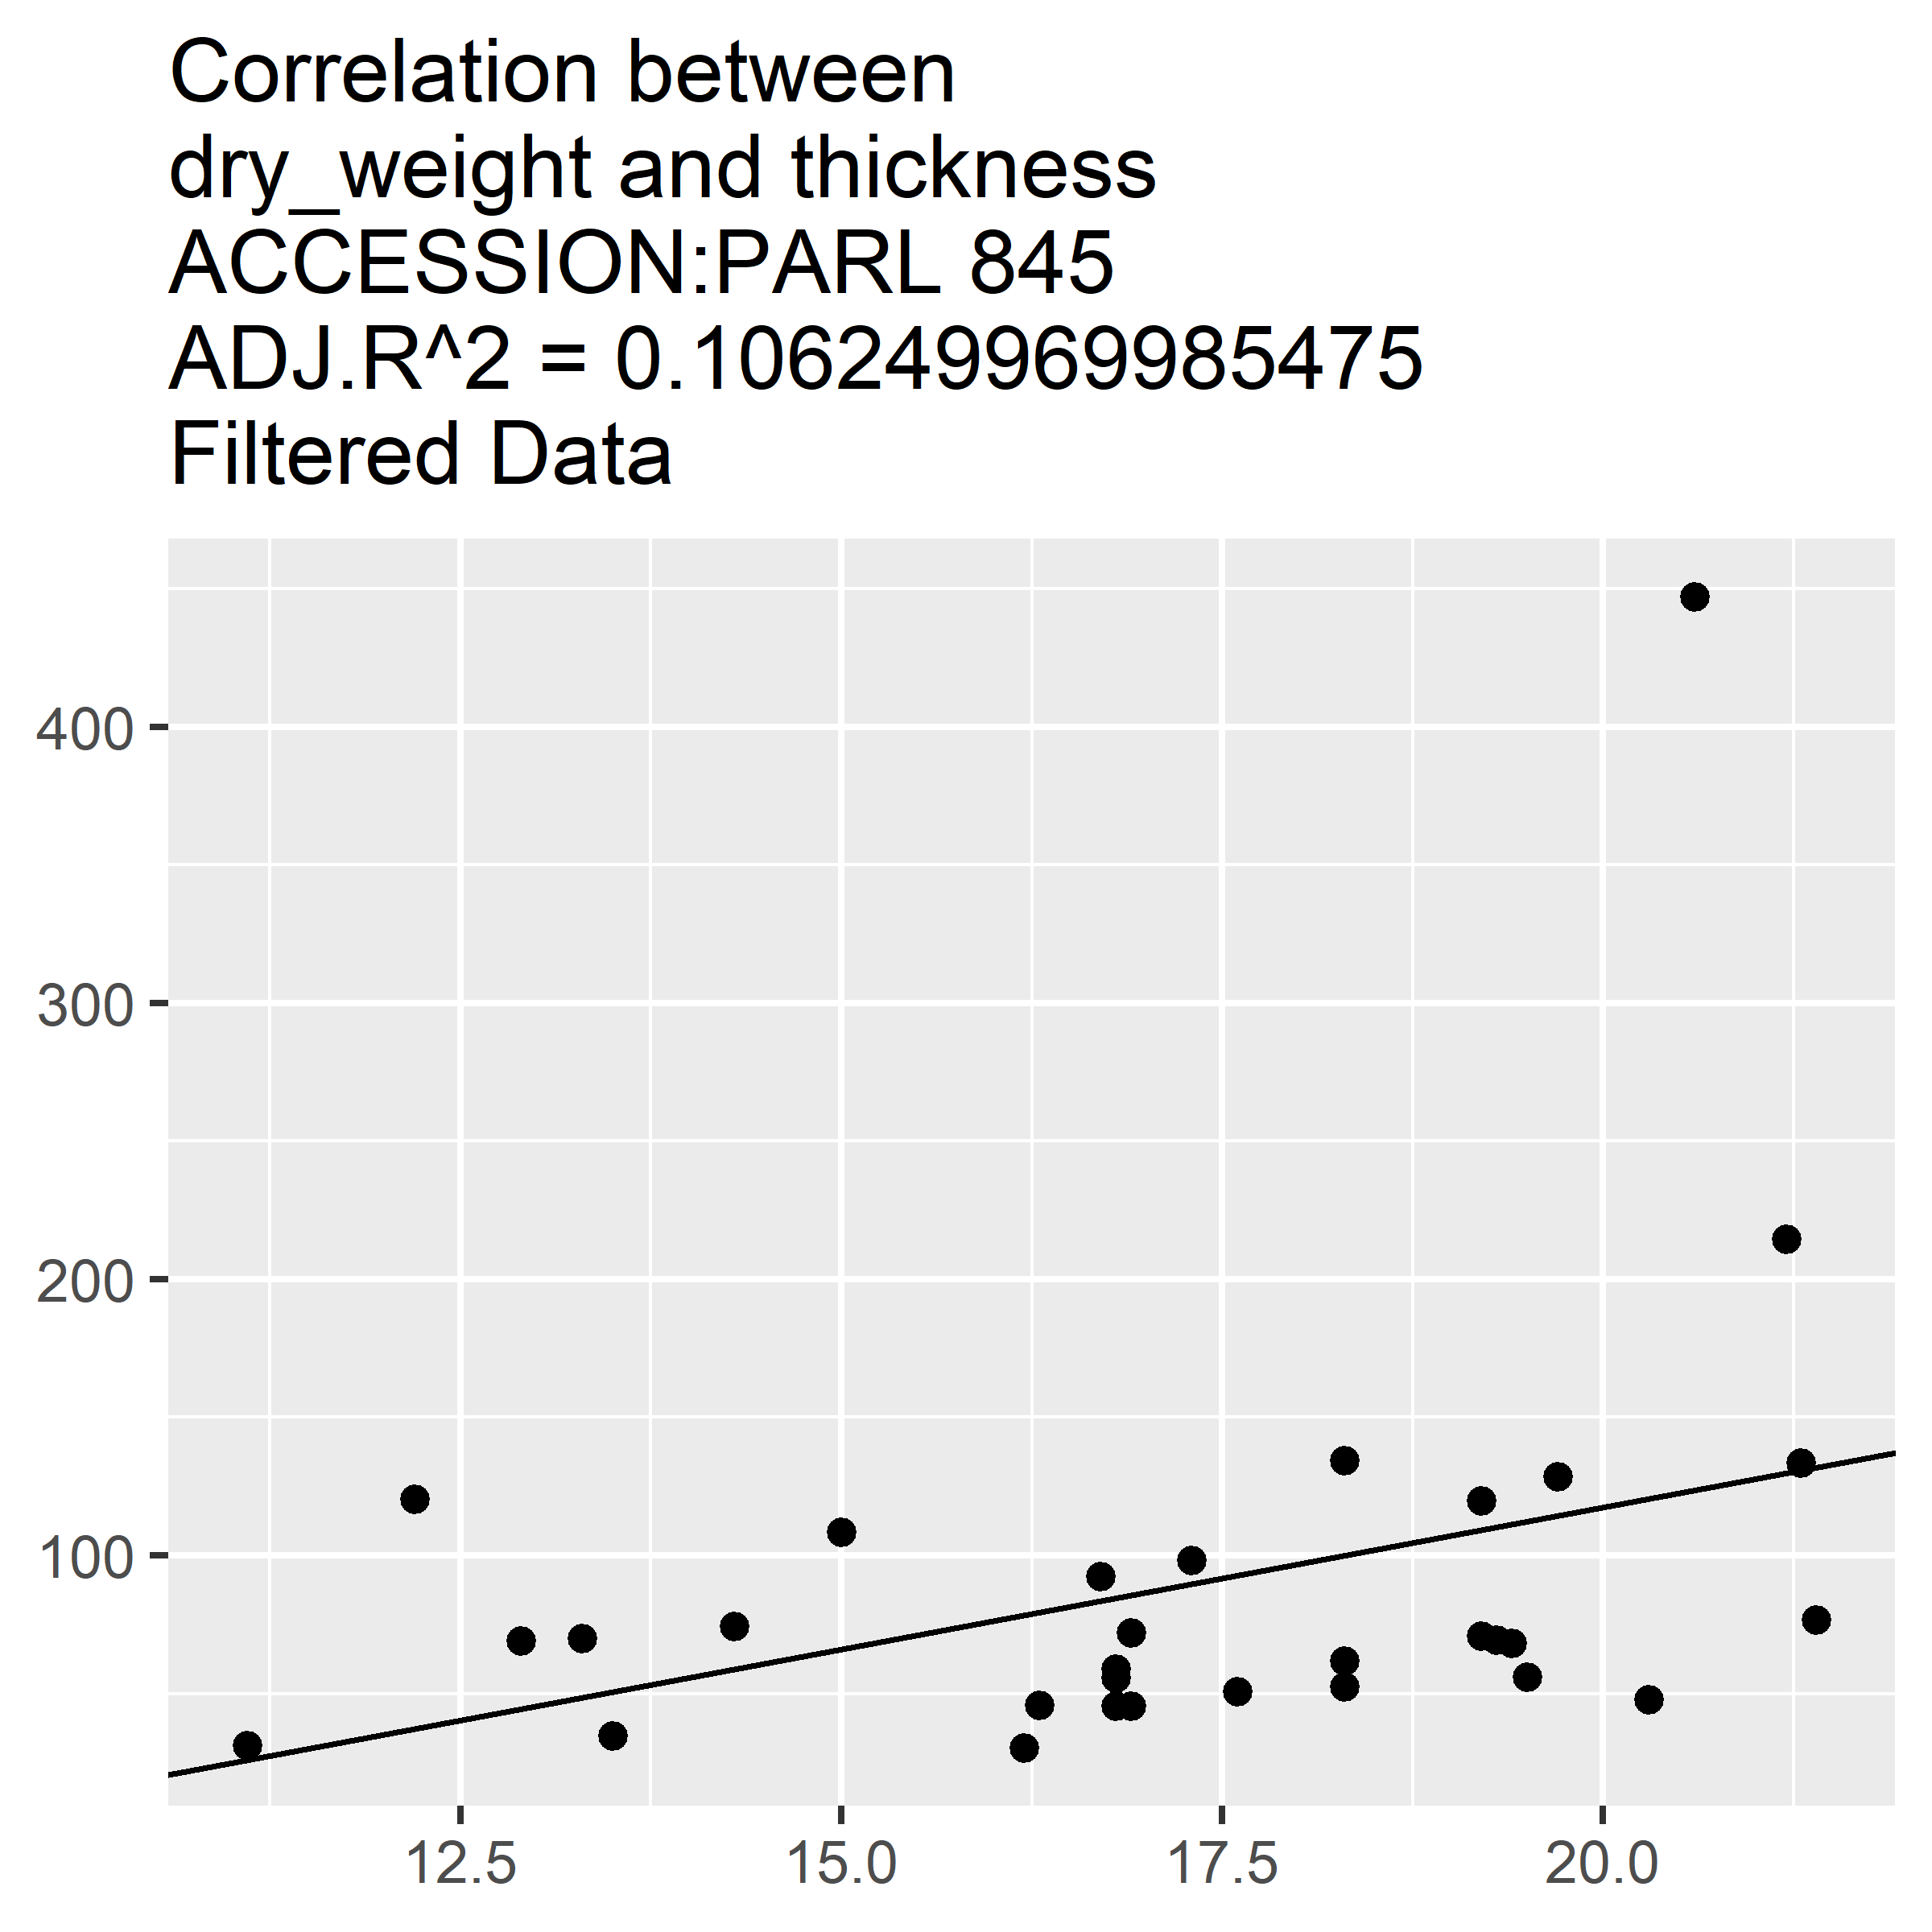 Correlation between
dry_weight and thickness
ACCESSION:PARL 845
ADJ.R^2 = 0.106249969985475
Filtered Data
400
300
200
100
12.5 15.0 17.5 20.0